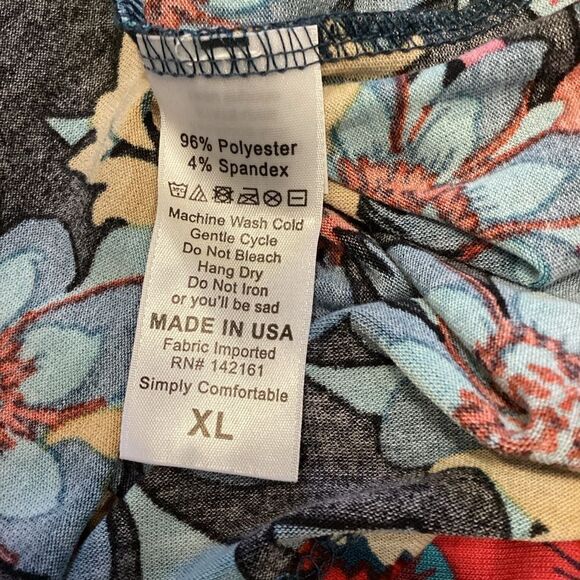 96% Polyester
4% Spandex
Machine Wash Cold
Gentle Cycle
Do Not Bleach
Hang Dry
Do Not Iron
or you'll be sad
MADE IN USA
Fabric Imported
RN# 142161
Simply Comfortable
XL